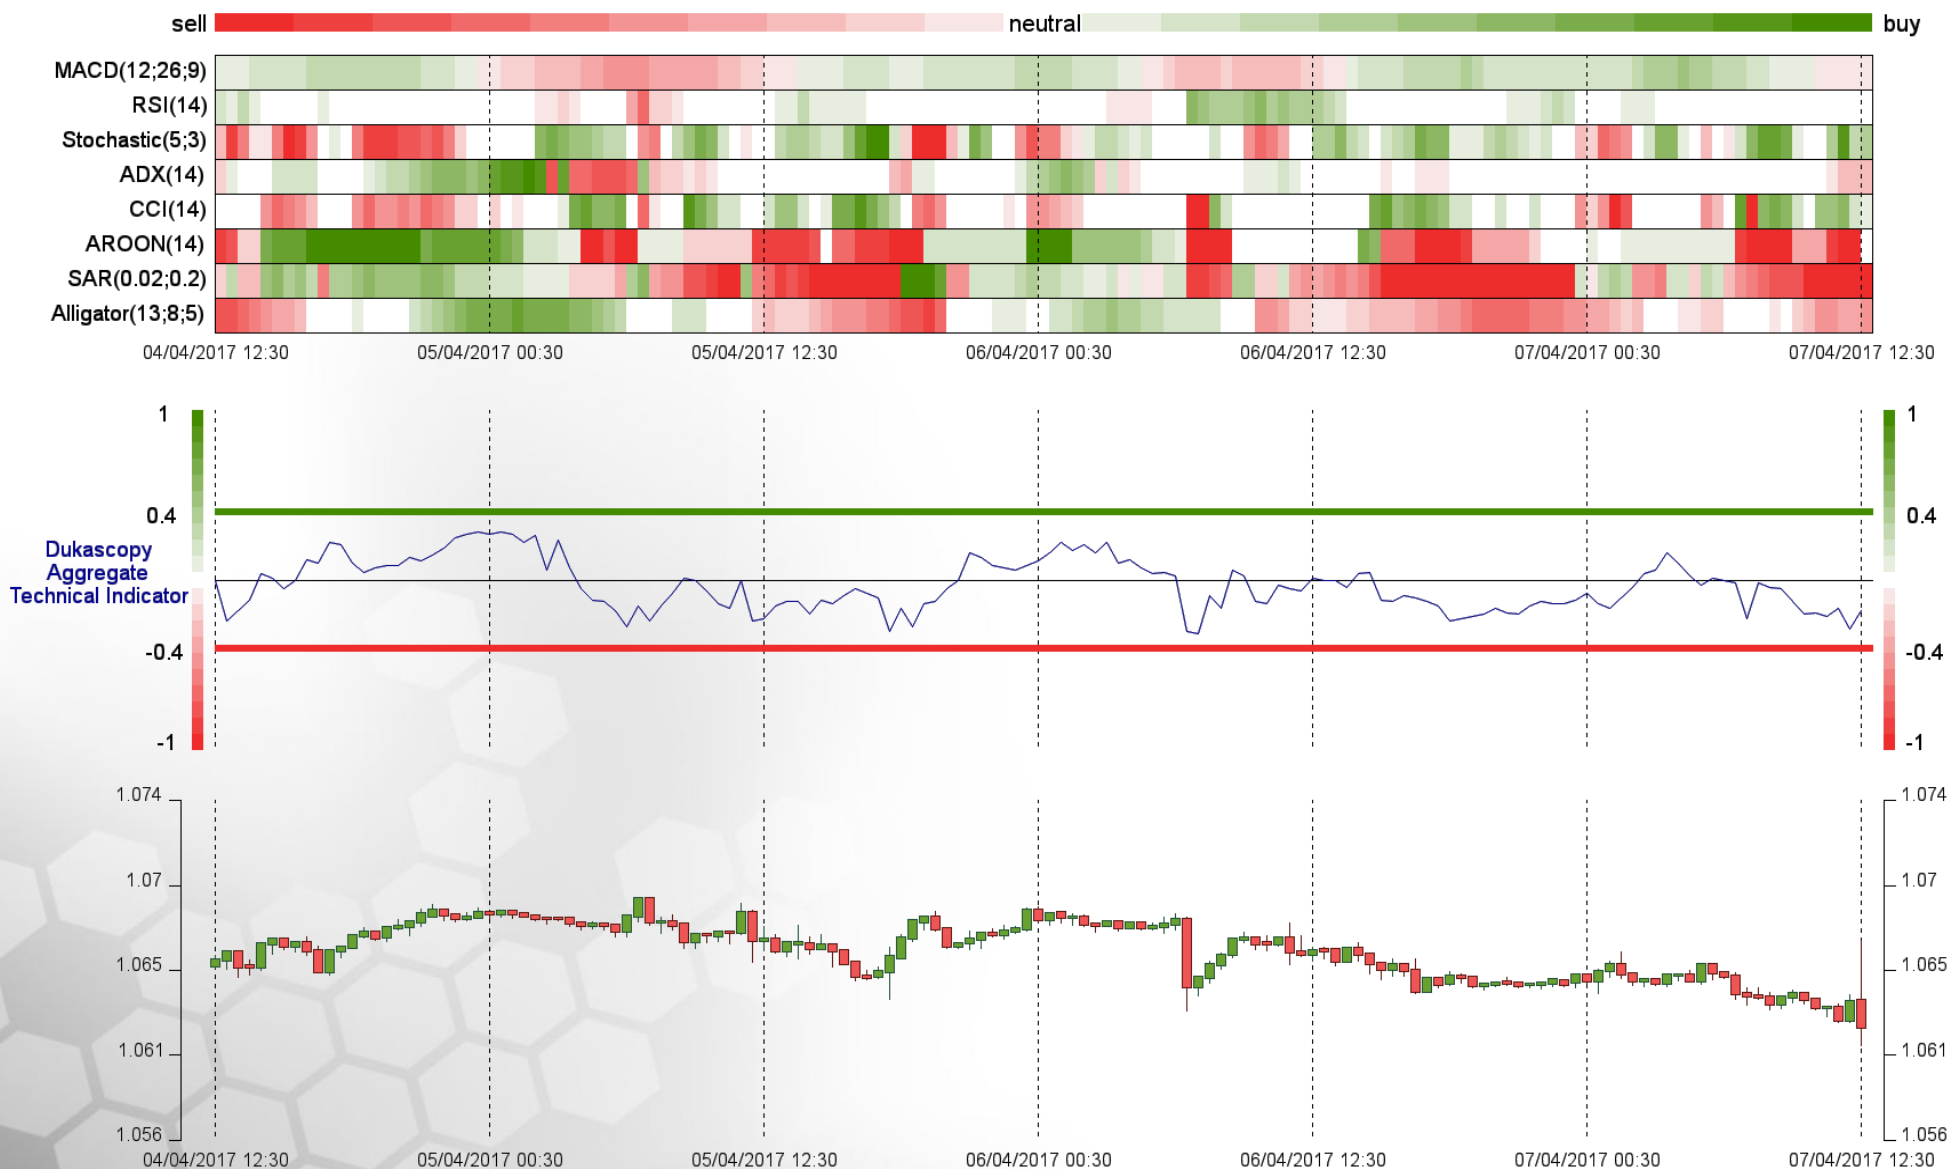 sell neutral buy
MACD(12;26;9)
RSI(14)
Stochastic(5;3)
ADX(14)
CCI(14)
AROON(14)
SAR(0.02;0.2)
Alligator(13;8;5)
04/04/2017 12:30 05/04/2017 00:30 05/04/2017 12:30 06/04/2017 00:30 06/04/2017 12:30 07/04/2017 00:30 07/04/2017 12:30
1 1
0.4 0.4
Dukascopy
Aggregate
Technical Indicator
-0.4 -0.4
-1 -1
1.074 1.074
1.07 1.07
1.065 1.065
1.061 1.061
1.056 1.056
04/04/2017 12:30 05/04/2017 00:30 05/04/2017 12:30 06/04/2017 00:30 06/04/2017 12:30 07/04/2017 00:30 07/04/2017 12:30